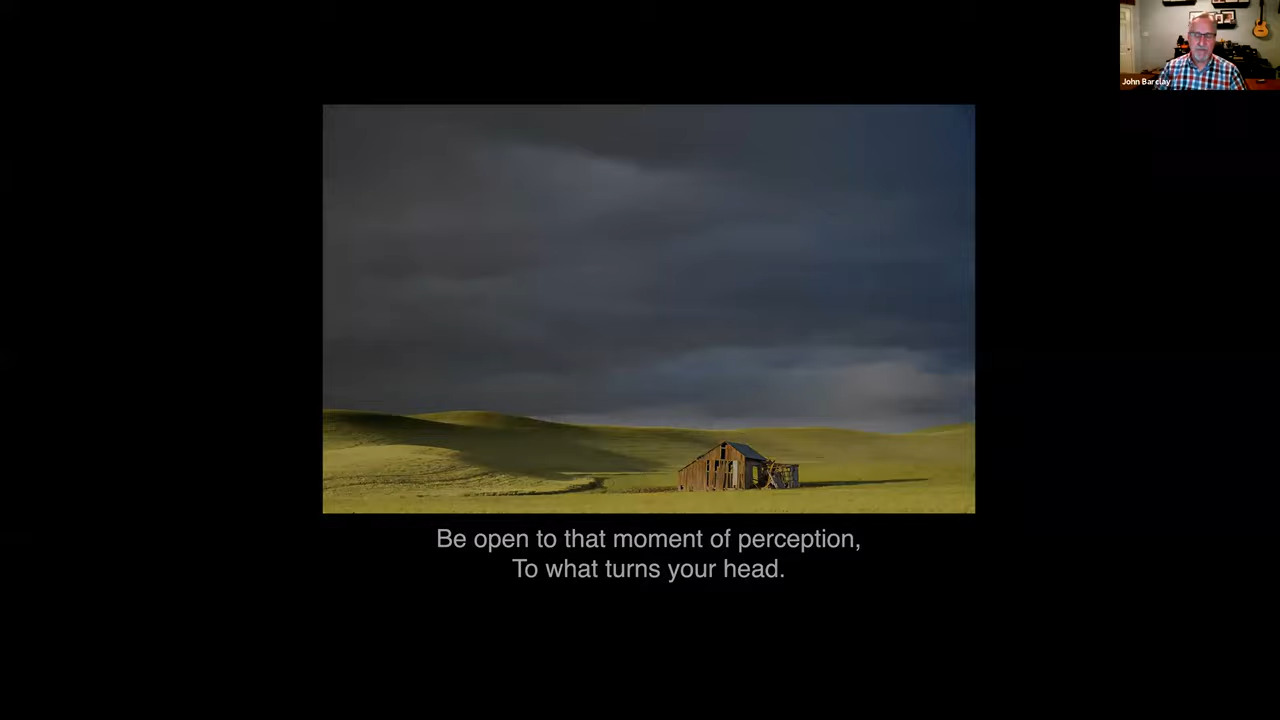 John Barclay
Be open to that moment of perception,
To what turns your head.